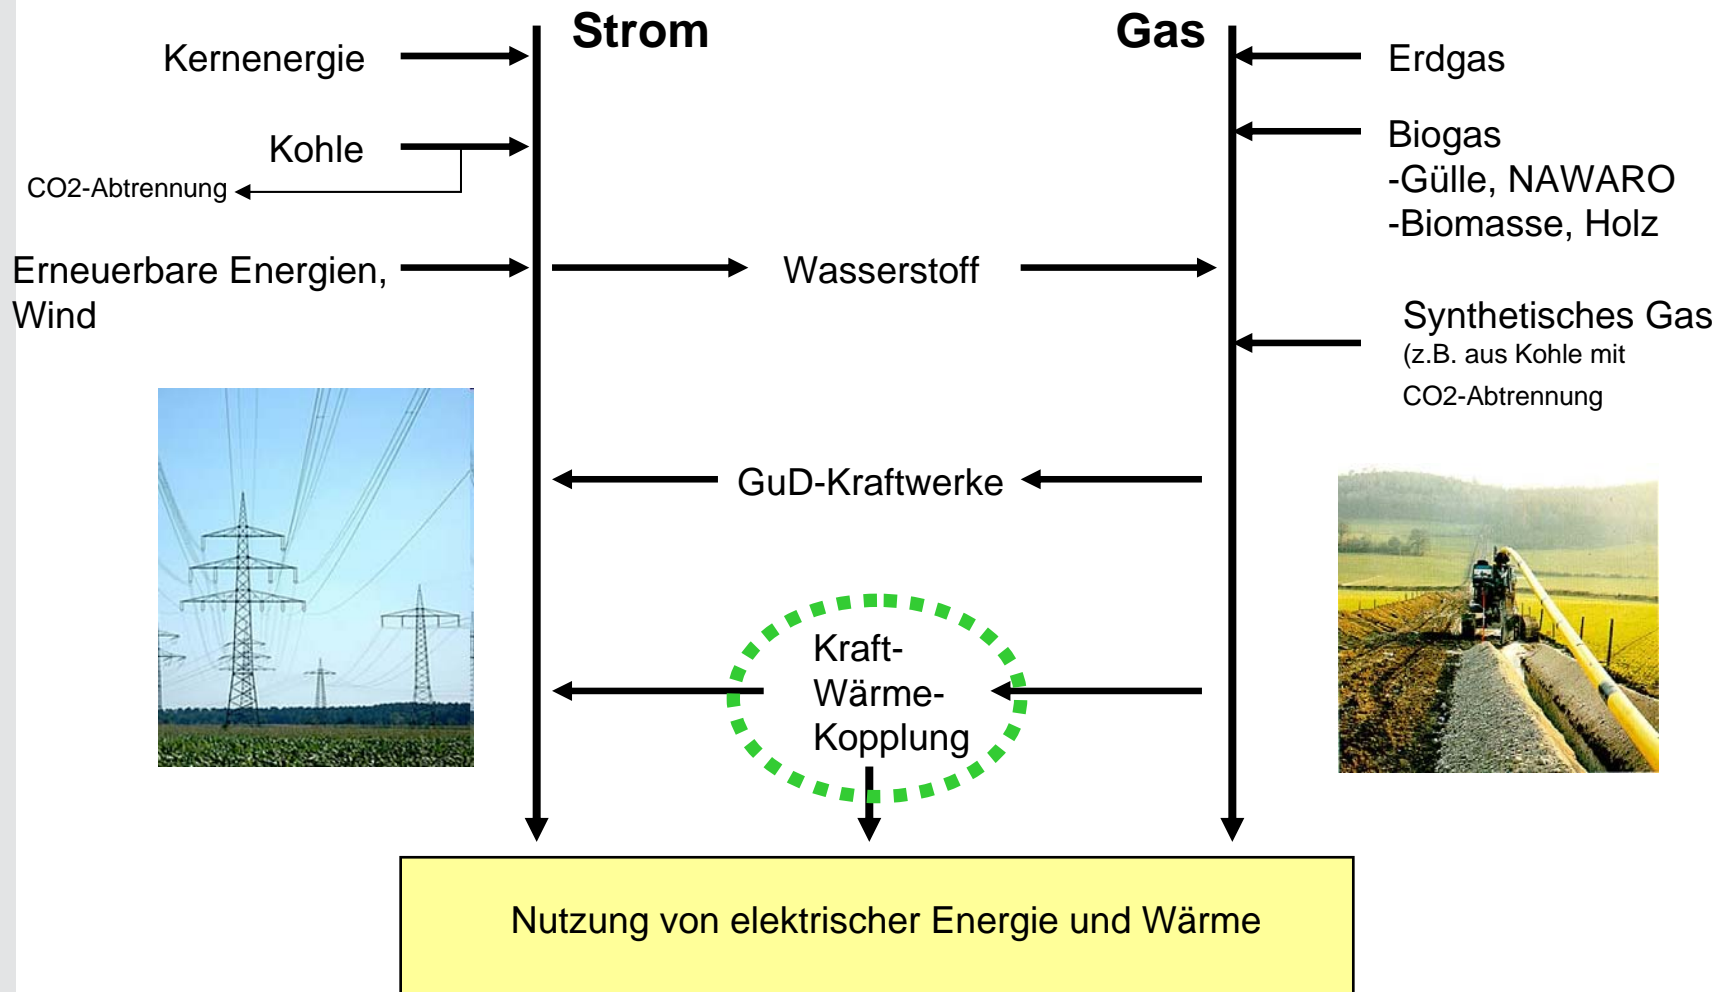 Strom
Gas
Kernenergie
Erdgas
Kohle
CO2-Abtrennung
Biogas
-Gülle, NAWARO
-Biomasse, Holz
Erneuerbare Energien,
Wind
Wasserstoff
Synthetisches Gas
(z.B. aus Kohle mit
CO2-Abtrennung
GuD-Kraftwerke
Kraft-
Wärme-
Kopplung
Nutzung von elektrischer Energie und Wärme